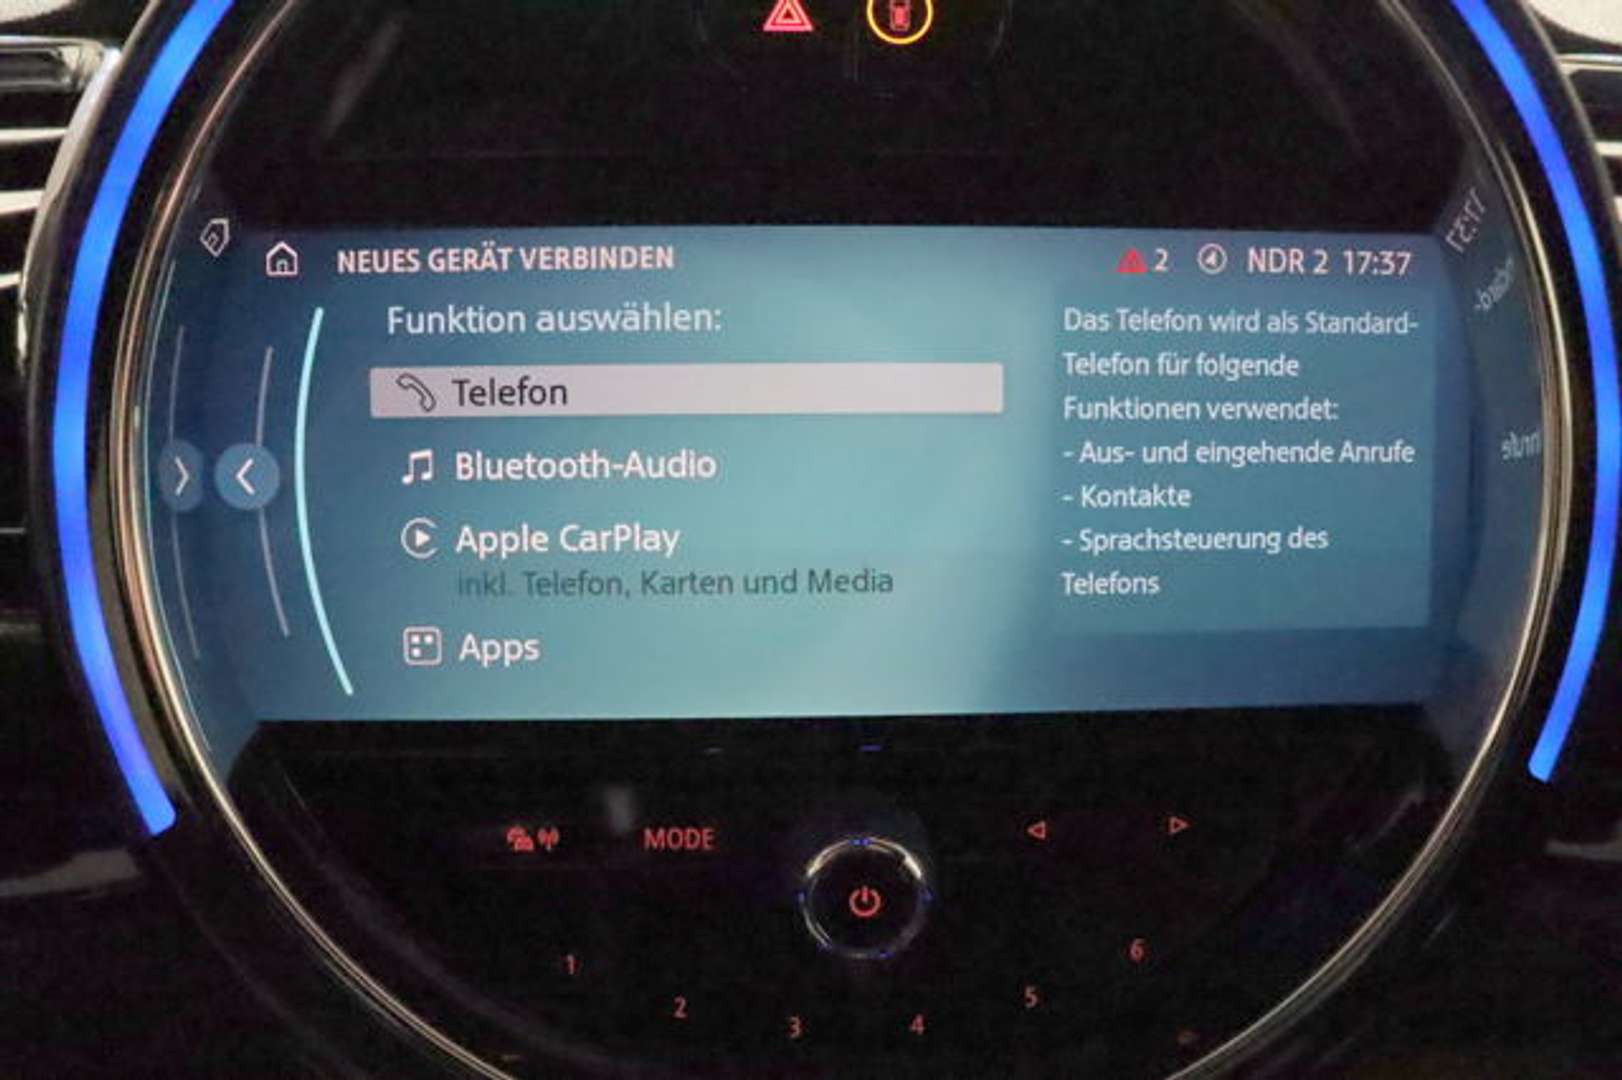 NEUES GERÄT VERBINDEN
2 NDR 2 17:37
Funktion auswählen:
Telefon
Bluetooth-Audio
Apple CarPlay
inkl. Telefon, Karten und Media
Apps
Das Telefon wird als Standard-
Telefon für folgende
Funktionen verwendet:
- Aus- und eingehende Anrufe
- Kontakte
- Sprachsteuerung des
Telefons
MODE
1
2
3
4
5
6